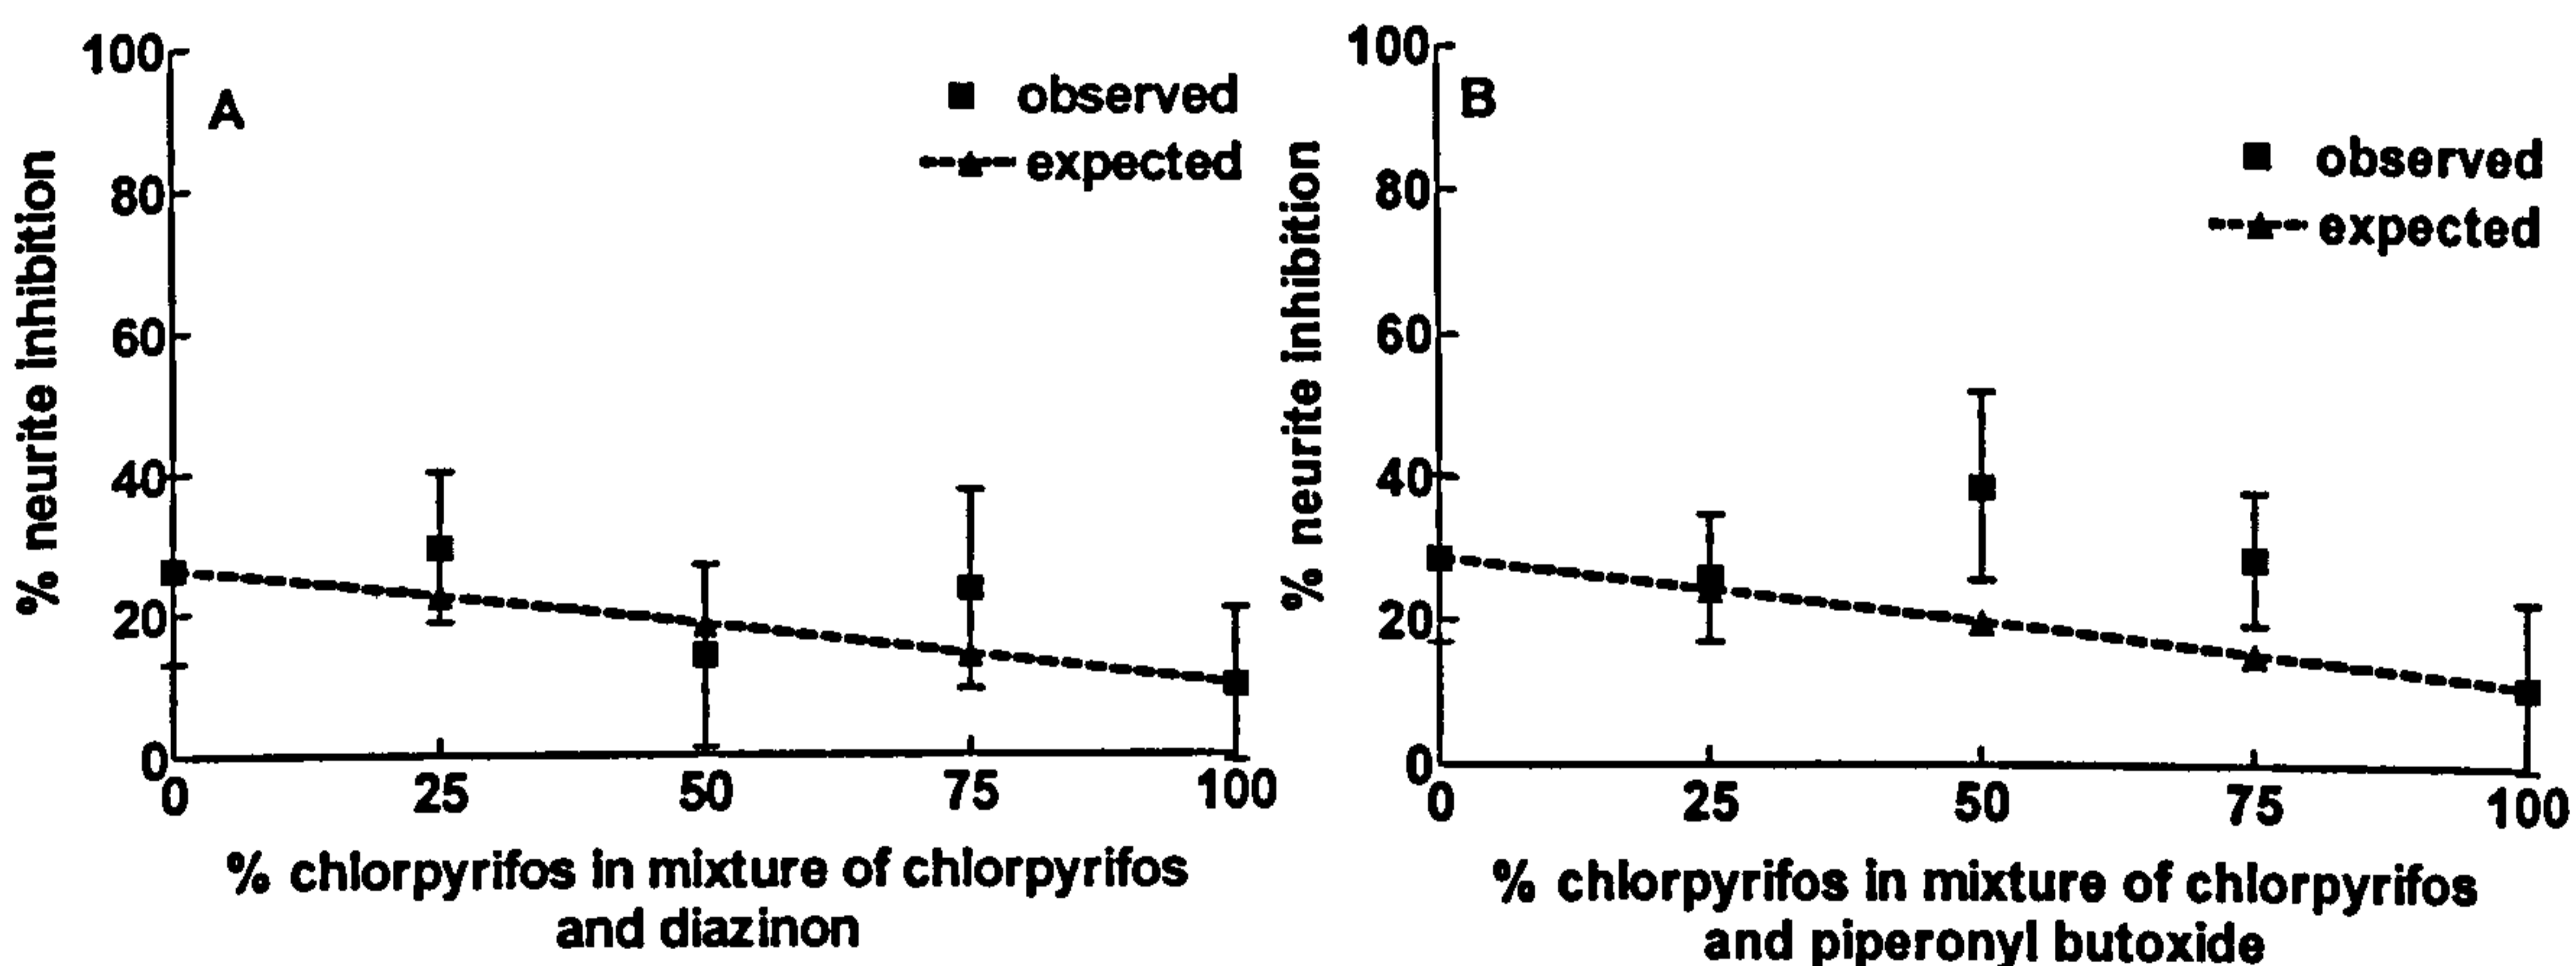 100
80
60
40
20
0
% neurite inhibition
A
observed
expected
0 25 50 75 100
% chlorpyrifos in mixture of chlorpyrifos
and diazinon
100
80
60
40
20
0
% neurite inhibition
B
observed
expected
0 25 50 75 100
% chlorpyrifos in mixture of chlorpyrifos
and piperonyl butoxide